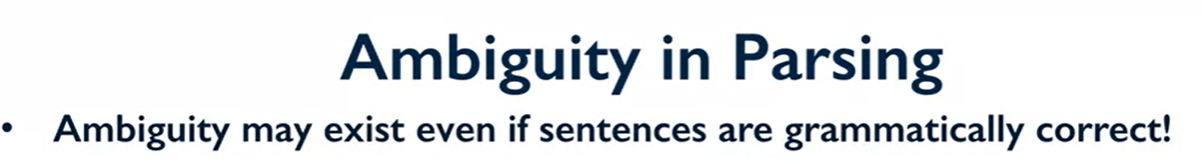 Ambiguity in Parsing
• Ambiguity may exist even if sentences are grammatically correct!